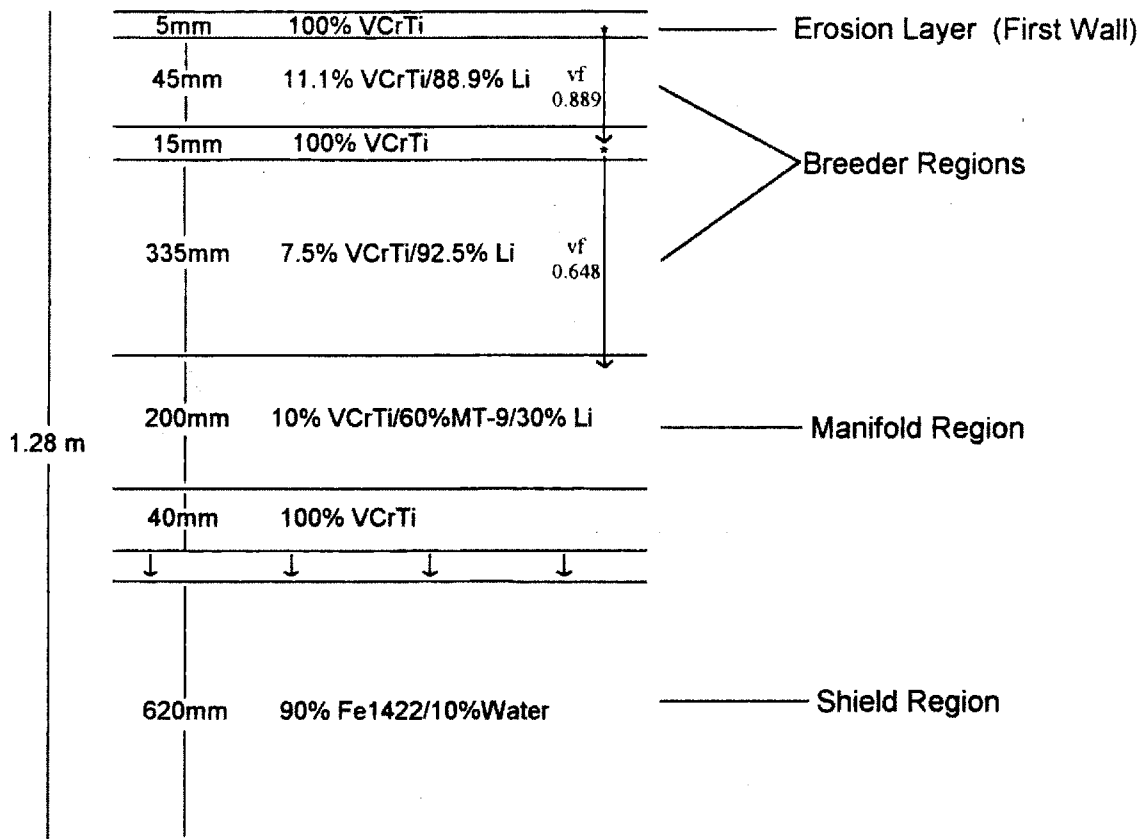 5mm 100% VCrTi Erosion Layer (First Wall)
45mm 11.1% VCrTi/88.9% Li vf
0.889
15mm 100% VCrTi
Breeder Regions
335mm 7.5% VCrTi/92.5% Li vf
0.648
200mm 10% VCrTi/60%MT-9/30% Li Manifold Region
1.28 m
40mm 100% VCrTi
620mm 90% Fe1422/10%Water Shield Region